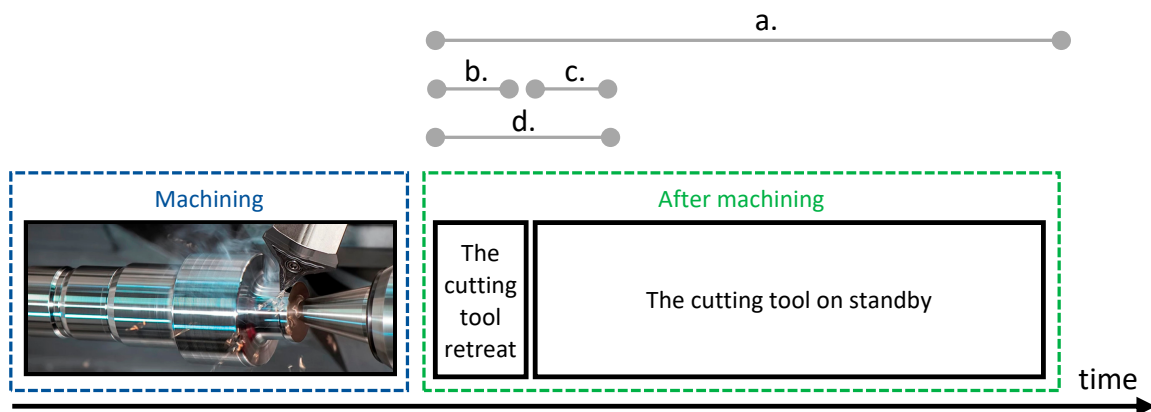 a.
b. c.
d.
Machining
After machining
The
cutting
tool
retreat
The cutting tool on standby
time